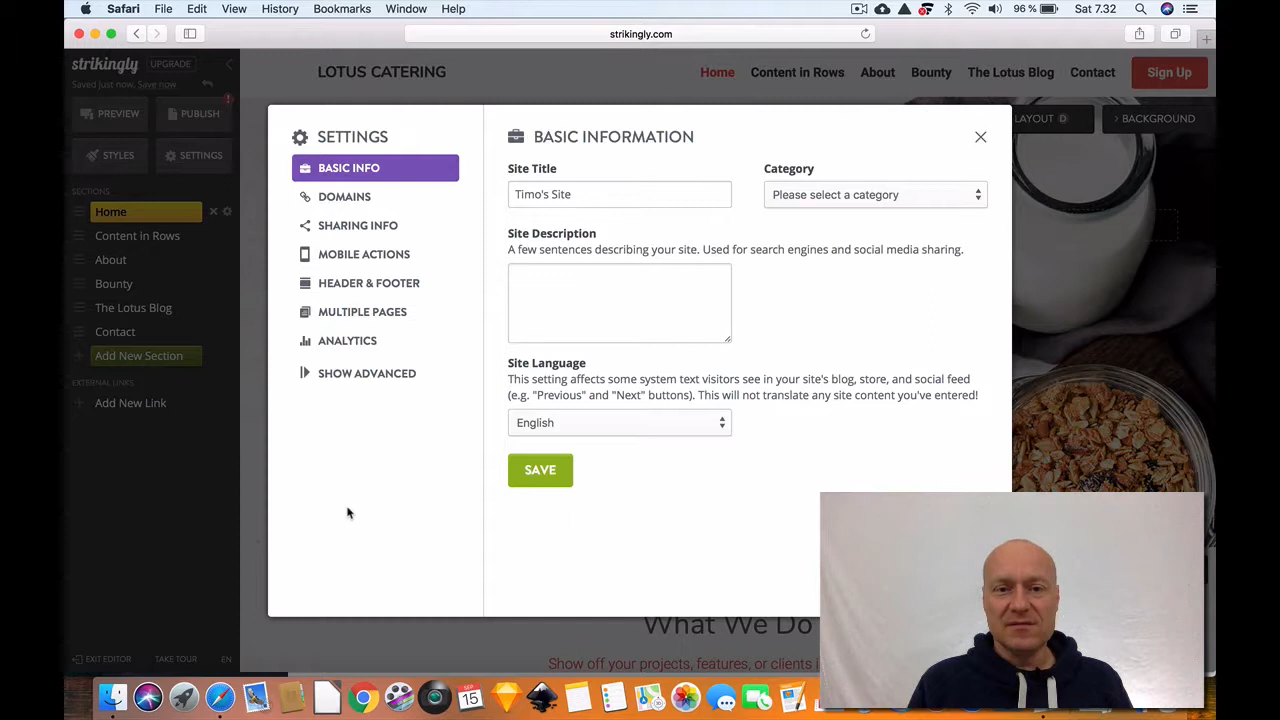 Safari File Edit View History Bookmarks Window Help
96 % Sat 7.32
strikingly.com
strikingly UPGRADE
Saved just now. Save now
PREVIEW PUBLISH
STYLES SETTINGS
SECTIONS
Home
Content in Rows
About
Bounty
The Lotus Blog
Contact
Add New Section
EXTERNAL LINKS
Add New Link
EXIT EDITOR TAKE TOUR EN
LOTUS CATERING Home Content in Rows About Bounty The Lotus Blog Contact Sign Up
LAYOUT BACKGROUND
SETTINGS
BASIC INFO
DOMAINS
SHARING INFO
MOBILE ACTIONS
HEADER & FOOTER
MULTIPLE PAGES
ANALYTICS
SHOW ADVANCED
BASIC INFORMATION
Site Title Category
Timo's Site Please select a category
Site Description
A few sentences describing your site. Used for search engines and social media sharing.
Site Language
This setting affects some system text visitors see in your site's blog, store, and social feed
(e.g. "Previous" and "Next" buttons). This will not translate any site content you've entered!
English
SAVE
What We Do
Show off your projects, features, or clients i
SEP
15